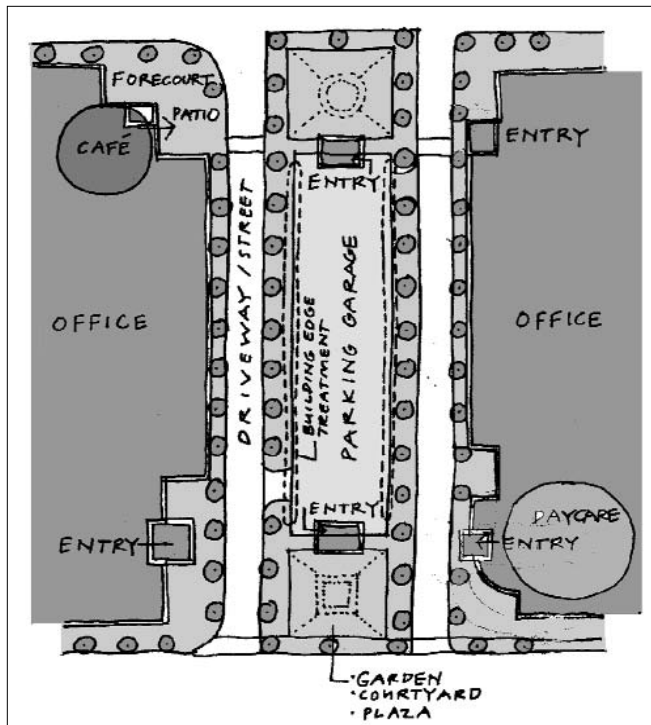 FORECOURT
PATIO
CAFÉ
ENTRY
ENTRY
DRIVEWAY / STREET
BUILDING EDGE
TREATMENT
PARKING GARAGE
OFFICE
OFFICE
ENTRY
DAYCARE
ENTRY
ENTRY
• GARDEN
• COURTYARD
• PLAZA